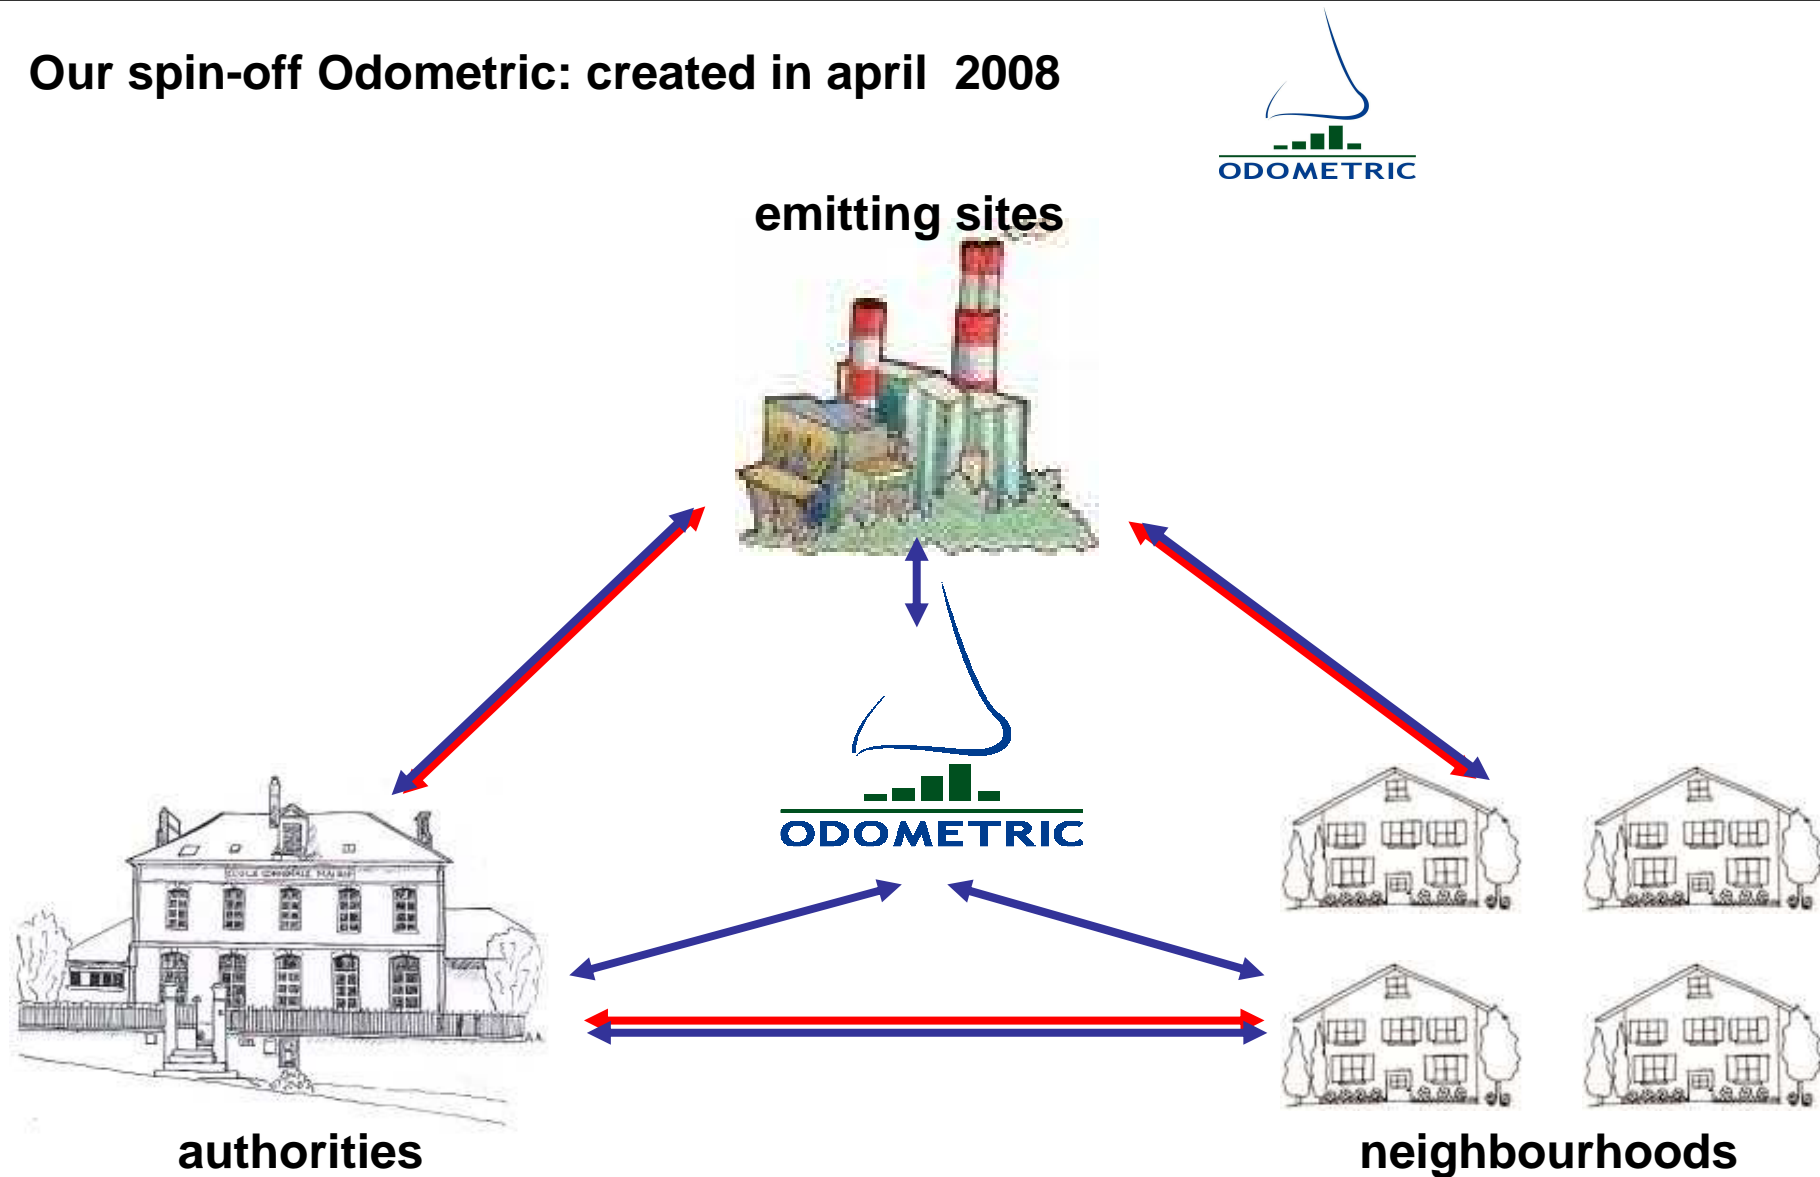 Our spin-off Odometric: created in april  2008
ODOMETRIC
emitting sites
ODOMETRIC
authorities
neighbourhoods